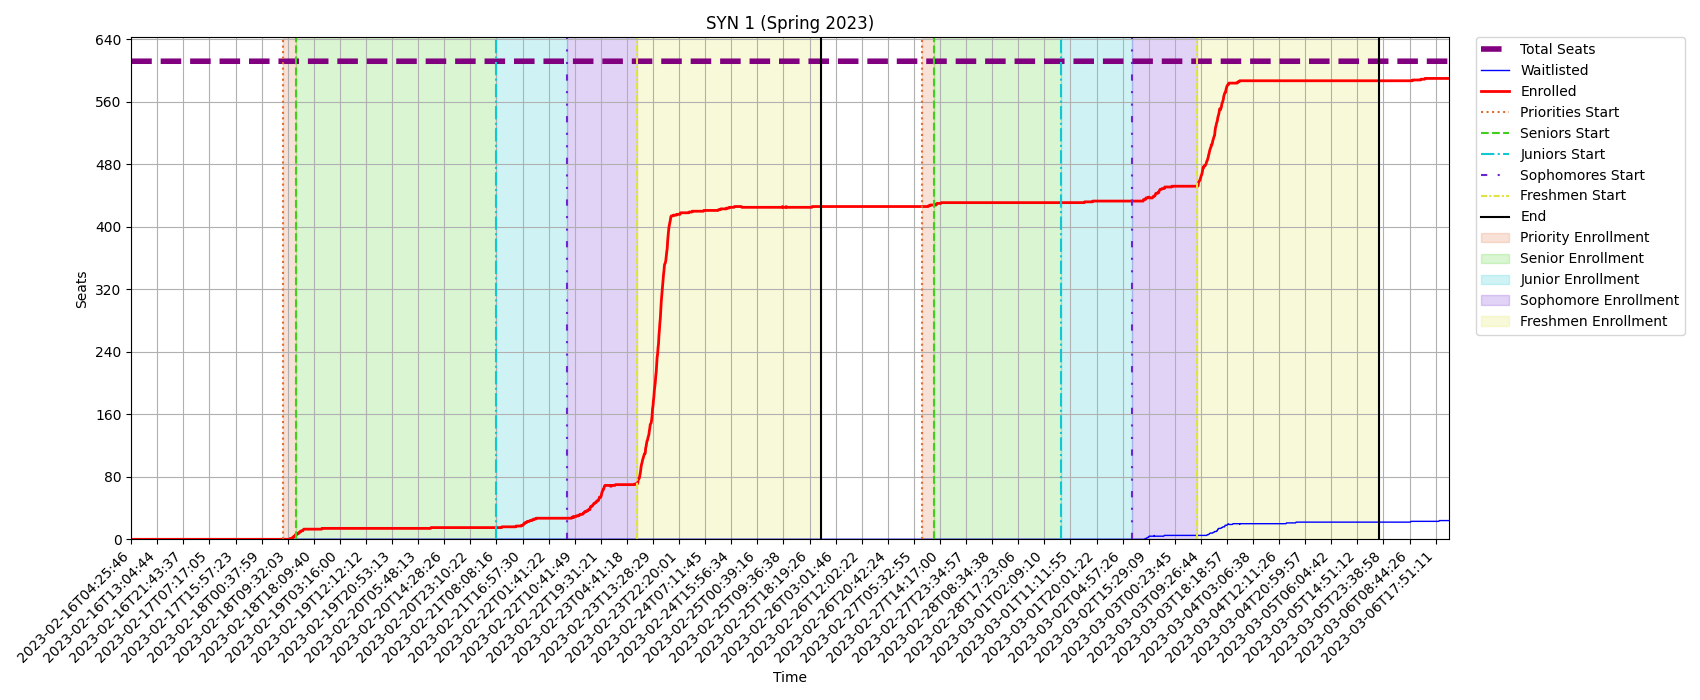 SYN 1 (Spring 2023)
640
560
480
400
320
240
160
80
0
Seats
2023-02-16T04:25:46
2023-02-16T13:04:44
2023-02-16T21:43:37
2023-02-17T07:17:05
2023-02-17T15:57:23
2023-02-18T00:37:59
2023-02-18T09:32:03
2023-02-18T18:09:40
2023-02-19T03:16:00
2023-02-19T12:12:12
2023-02-19T20:53:13
2023-02-20T05:48:13
2023-02-20T14:28:26
2023-02-20T23:10:22
2023-02-21T08:08:16
2023-02-21T16:57:30
2023-02-22T01:41:22
2023-02-22T10:41:49
2023-02-22T19:31:21
2023-02-23T04:41:18
2023-02-23T13:28:29
2023-02-23T22:20:01
2023-02-24T07:11:45
2023-02-24T15:56:34
2023-02-25T00:39:16
2023-02-25T09:36:38
2023-02-25T18:19:26
2023-02-26T03:01:46
2023-02-26T12:02:22
2023-02-26T20:42:24
2023-02-27T05:32:55
2023-02-27T14:17:00
2023-02-27T23:34:57
2023-02-28T08:34:38
2023-02-28T17:23:06
2023-03-01T02:09:10
2023-03-01T11:11:55
2023-03-01T20:01:22
2023-03-02T04:57:26
2023-03-02T15:29:09
2023-03-03T00:23:45
2023-03-03T09:26:44
2023-03-03T18:18:57
2023-03-04T03:06:38
2023-03-04T12:11:26
2023-03-04T20:59:57
2023-03-05T06:04:42
2023-03-05T14:51:12
2023-03-05T23:38:58
2023-03-06T08:44:26
2023-03-06T17:51:11
Time
Total Seats
Waitlisted
Enrolled
Priorities Start
Seniors Start
Juniors Start
Sophomores Start
Freshmen Start
End
Priority Enrollment
Senior Enrollment
Junior Enrollment
Sophomore Enrollment
Freshmen Enrollment